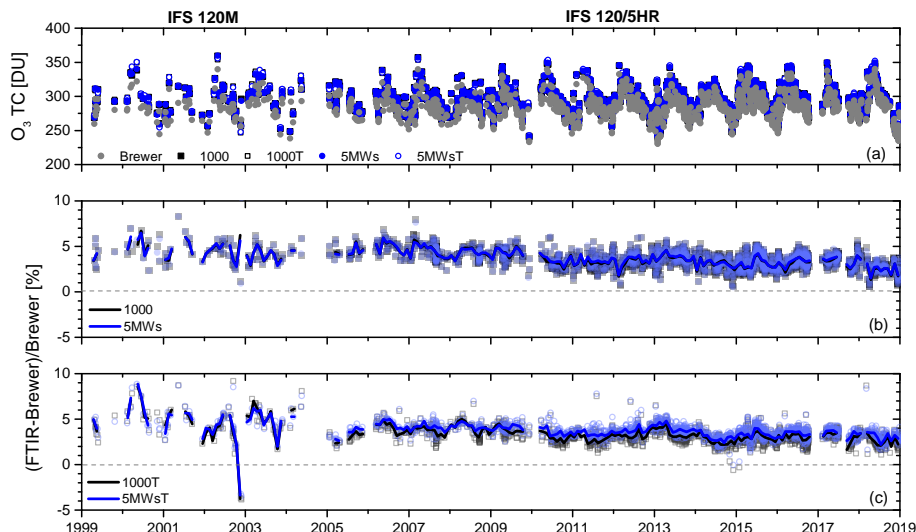 IFS 120M IFS 120/5HR
400
350
300
250
200
O₃ TC [DU]
Brewer 1000 1000T 5MWs 5MWsT (a)
10
5
0
-5
1000
5MWs (b)
(FTIR-Brewer)/Brewer [%]
10
5
0
-5
-10
1000T
5MWsT (c)
1999 2001 2003 2005 2007 2009 2011 2013 2015 2017 2019